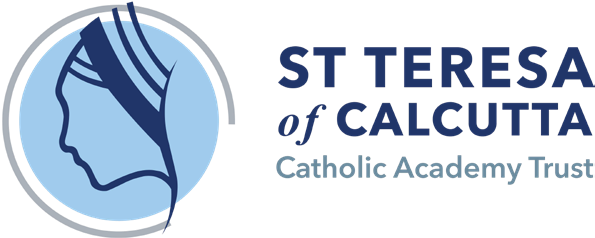 ST TERESA
of CALCUTTA
Catholic Academy Trust